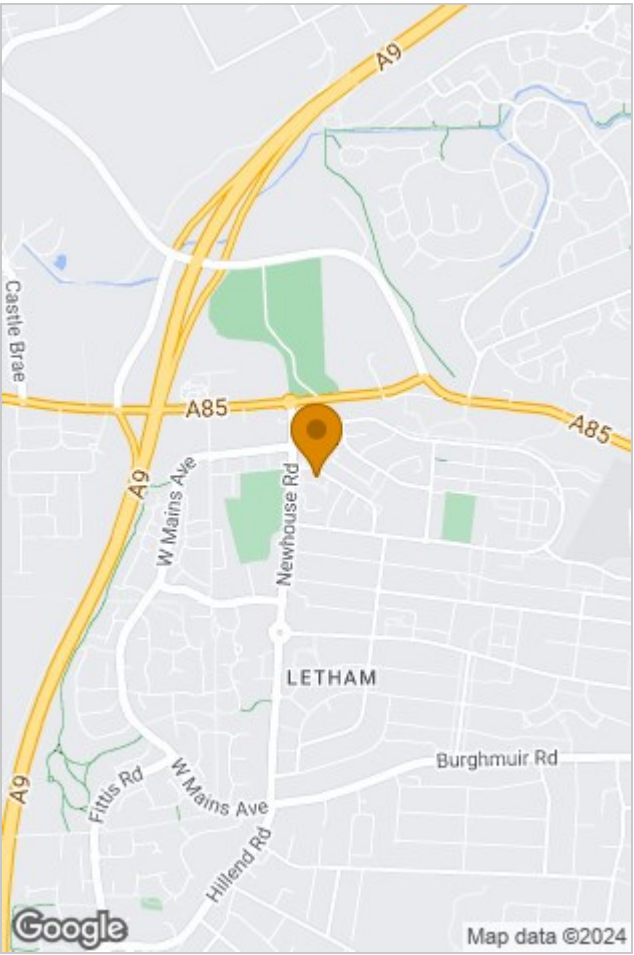 A9
Castle Brae
A85
A85
A9
W Mains Ave
Newhouse Rd
LETHAM
Burghmuir Rd
A9
Fittis Rd
W Mains Ave
Hillend Rd
Google
Map data ©2024